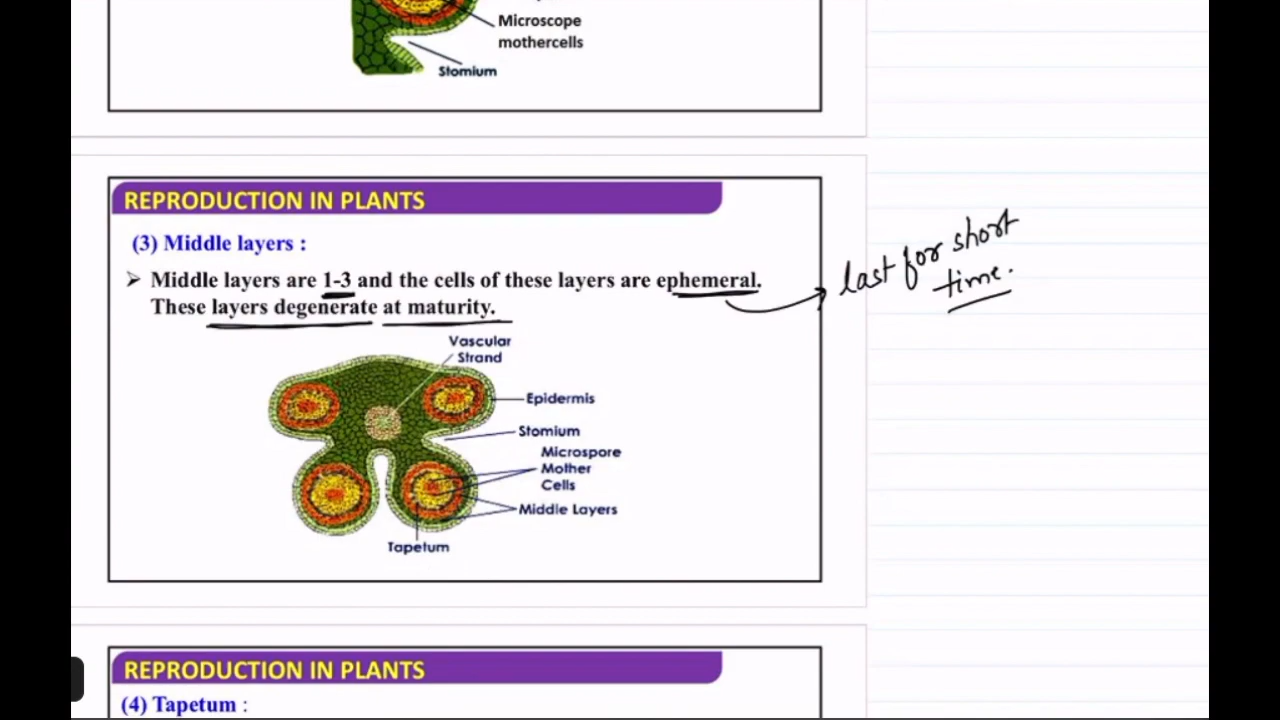 Microscope
mothercells
Stomium
REPRODUCTION IN PLANTS
(3) Middle layers :
➢ Middle layers are 1-3 and the cells of these layers are ephemeral.
These layers degenerate at maturity.
last for short
time.
Vascular
Strand
Epidermis
Stomium
Microspore
Mother
Cells
Middle Layers
Tapetum
REPRODUCTION IN PLANTS
(4) Tapetum :